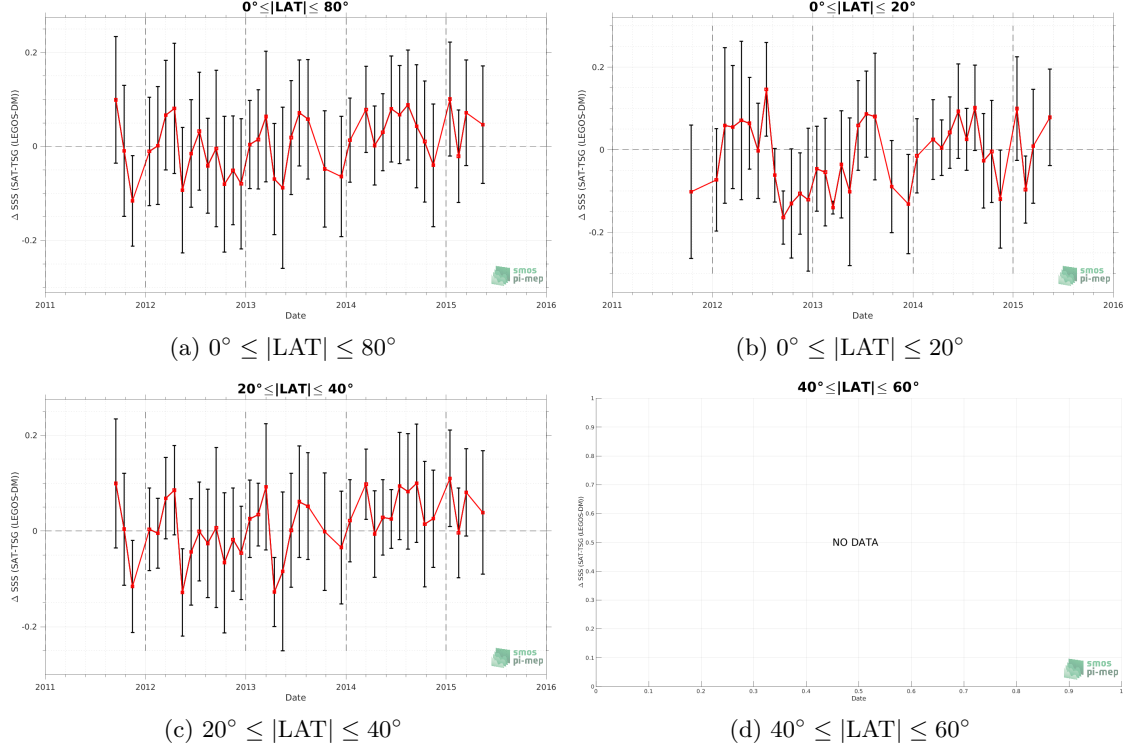 0°≤|LAT|≤ 80°
0.2
0
-0.2
Δ SSS (SAT-TSG (LEGOS-DM))
2011 2012 2013 2014 2015 2016
Date
smos
pi-mep
(a) 0° ≤ |LAT| ≤ 80°
0°≤|LAT|≤ 20°
0.2
0
-0.2
Δ SSS (SAT-TSG (LEGOS-DM))
2011 2012 2013 2014 2015 2016
Date
smos
pi-mep
(b) 0° ≤ |LAT| ≤ 20°
20°≤|LAT|≤ 40°
0.2
0
-0.2
Δ SSS (SAT-TSG (LEGOS-DM))
2011 2012 2013 2014 2015 2016
Date
smos
pi-mep
(c) 20° ≤ |LAT| ≤ 40°
40°≤|LAT|≤ 60°
1
0.9
0.8
0.7
0.6
0.5
0.4
0.3
0.2
0.1
0
Δ SSS (SAT-TSG (LEGOS-DM))
NO DATA
0 0.1 0.2 0.3 0.4 0.5 0.6 0.7 0.8 0.9 1
smos
pi-mep
(d) 40° ≤ |LAT| ≤ 60°